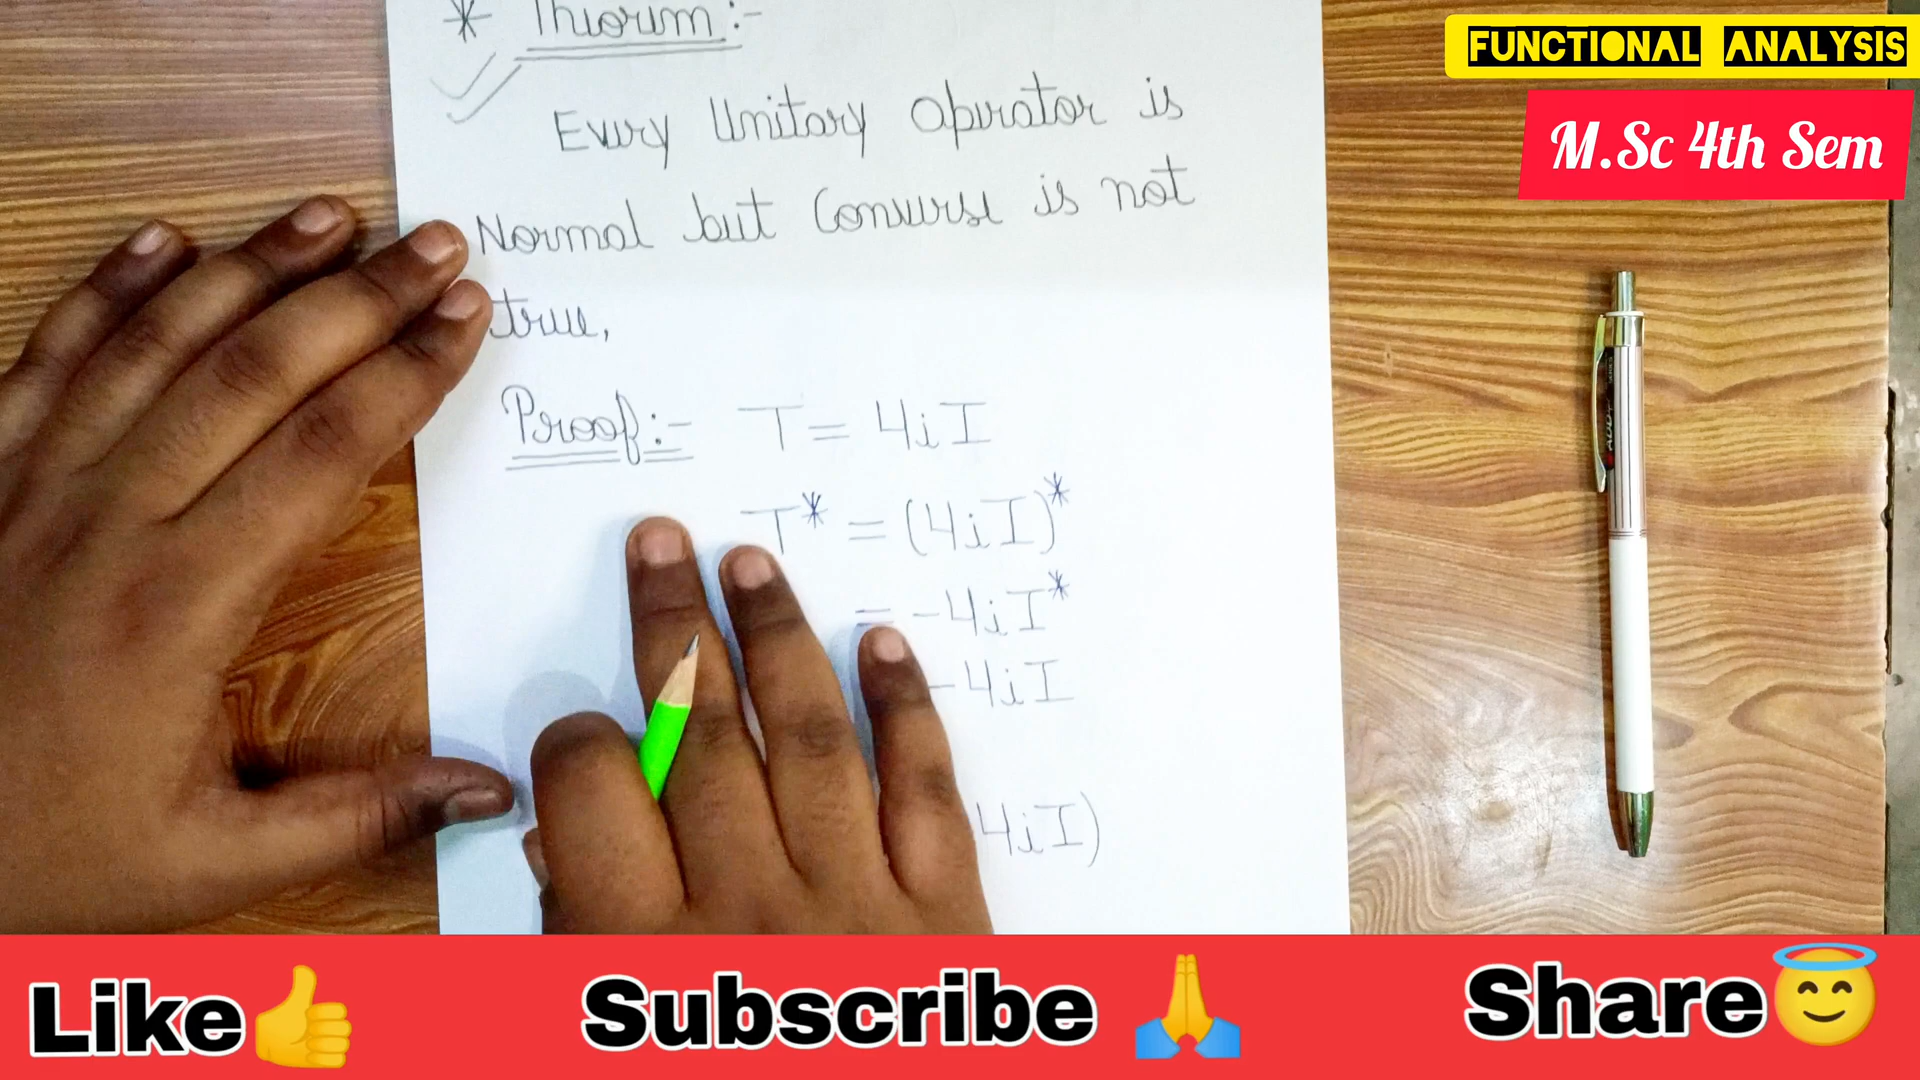 * Theorem :-
FUNCTIONAL ANALYSIS
M.Sc 4th Sem
Every Unitary Operator is
Normal but Converse is not
true,
Proof :- T = 4iI
T* = (4iI)*
= -4iI*
-4iI
4iI)
Like👍 Subscribe 🙏 Share😇